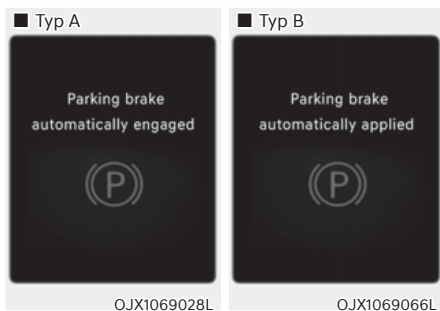 ■ Typ A
Parking brake
automatically engaged
(P)
OJX1069028L
■ Typ B
Parking brake
automatically applied
(P)
OJX1069066L